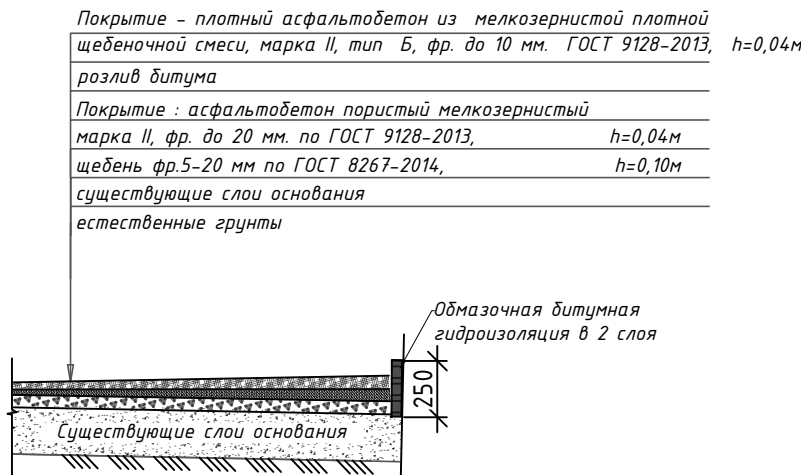 Покрытие - плотный асфальтобетон из мелкозернистой плотной
щебеночной смеси, марка II, тип Б, фр. до 10 мм. ГОСТ 9128-2013, h=0,04м
розлив битума
Покрытие : асфальтобетон пористый мелкозернистый
марка II, фр. до 20 мм. по ГОСТ 9128-2013, h=0,04м
щебень фр.5-20 мм по ГОСТ 8267-2014, h=0,10м
существующие слои основания
естественные грунты
Обмазочная битумная
гидроизоляция в 2 слоя
250
Существующие слои основания